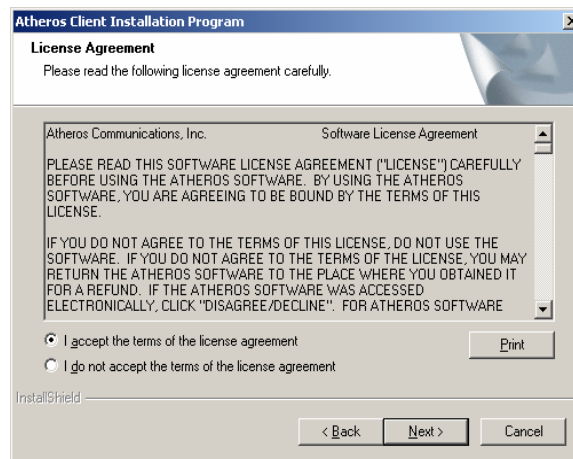 Atheros Client Installation Program
License Agreement
Please read the following license agreement carefully.
Atheros Communications, Inc. Software License Agreement
PLEASE READ THIS SOFTWARE LICENSE AGREEMENT ("LICENSE") CAREFULLY
BEFORE USING THE ATHEROS SOFTWARE. BY USING THE ATHEROS
SOFTWARE, YOU ARE AGREEING TO BE BOUND BY THE TERMS OF THIS
LICENSE.
IF YOU DO NOT AGREE TO THE TERMS OF THIS LICENSE, DO NOT USE THE
SOFTWARE. IF YOU DO NOT AGREE TO THE TERMS OF THE LICENSE, YOU MAY
RETURN THE ATHEROS SOFTWARE TO THE PLACE WHERE YOU OBTAINED IT
FOR A REFUND. IF THE ATHEROS SOFTWARE WAS ACCESSED
ELECTRONICALLY, CLICK "DISAGREE/DECLINE". FOR ATHEROS SOFTWARE
I accept the terms of the license agreement
Print
I do not accept the terms of the license agreement
InstallShield
< Back Next > Cancel